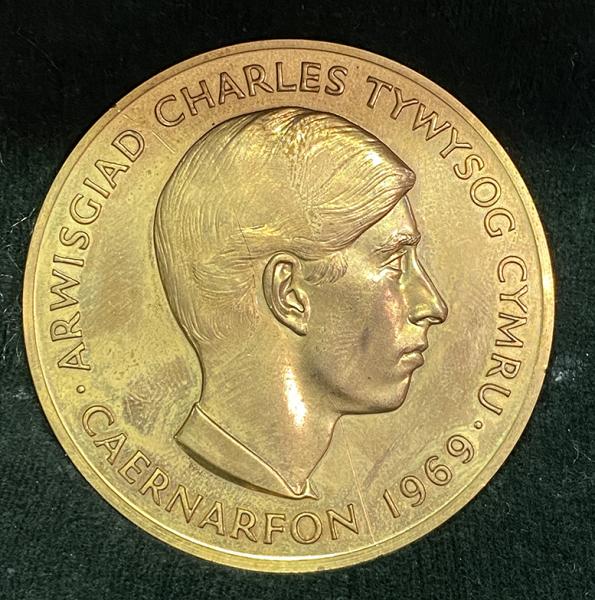 · ARWISGIAD CHARLES TYWYSOG CYMRU ·
CAERNARFON 1969